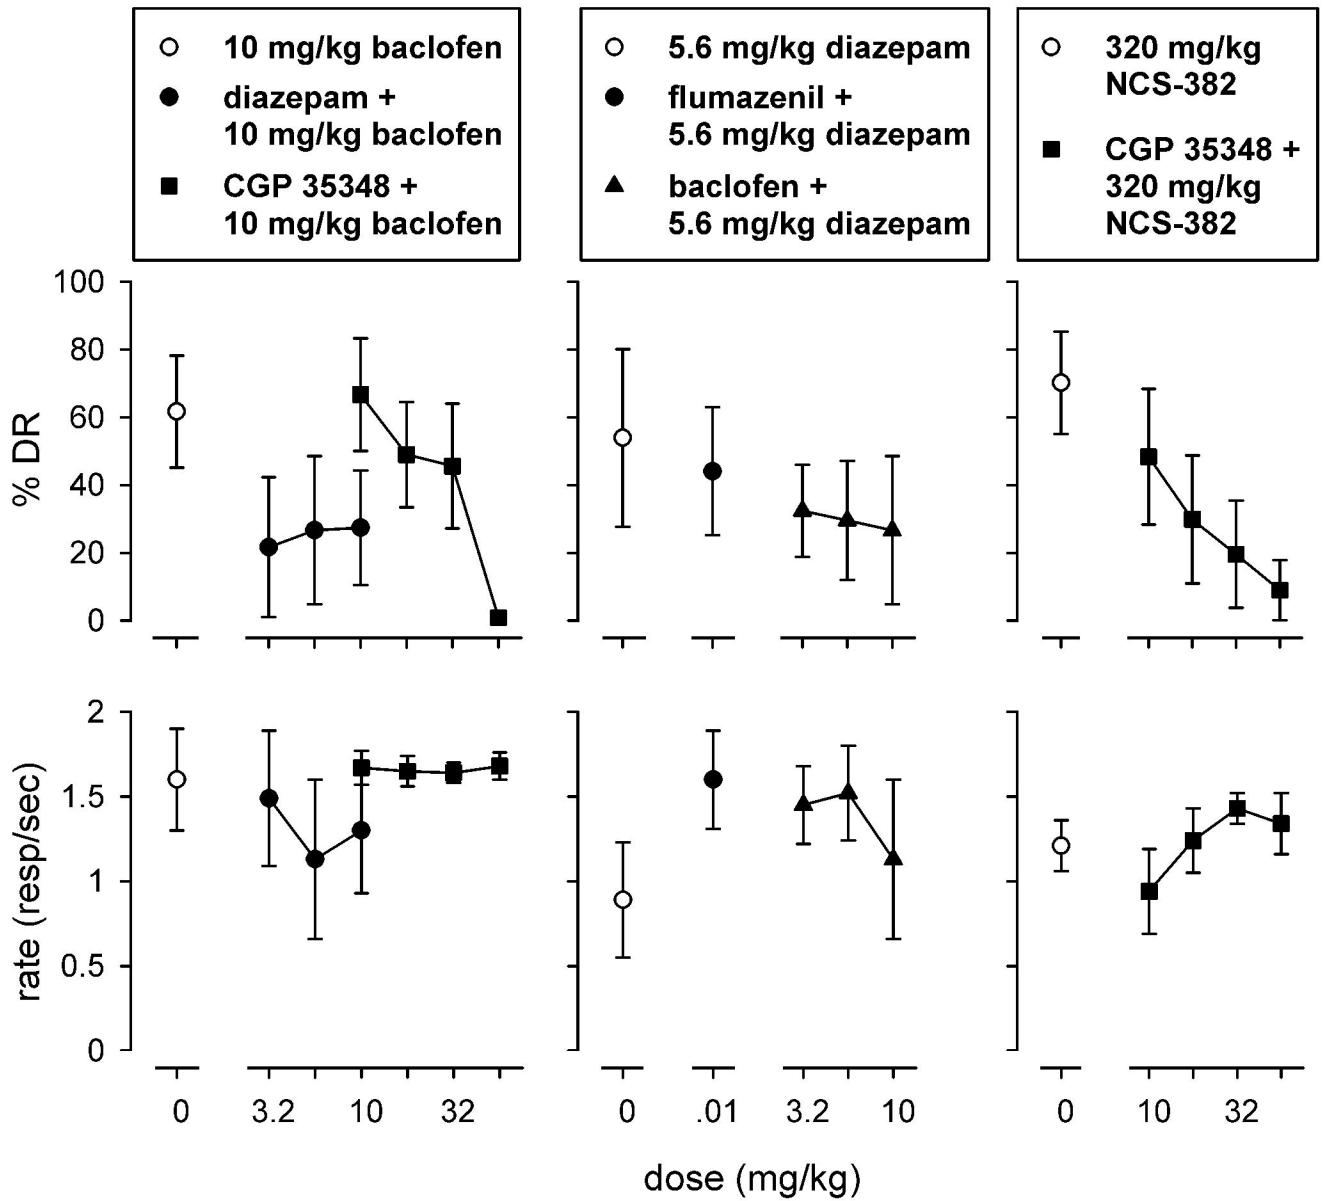 10 mg/kg baclofen
diazepam +
10 mg/kg baclofen
CGP 35348 +
10 mg/kg baclofen
5.6 mg/kg diazepam
flumazenil +
5.6 mg/kg diazepam
baclofen +
5.6 mg/kg diazepam
320 mg/kg
NCS-382
CGP 35348 +
320 mg/kg
NCS-382
% DR
100
80
60
40
20
0
rate (resp/sec)
2
1.5
1
0.5
0
0 3.2 10 32
0 .01 3.2 10
0 10 32
dose (mg/kg)